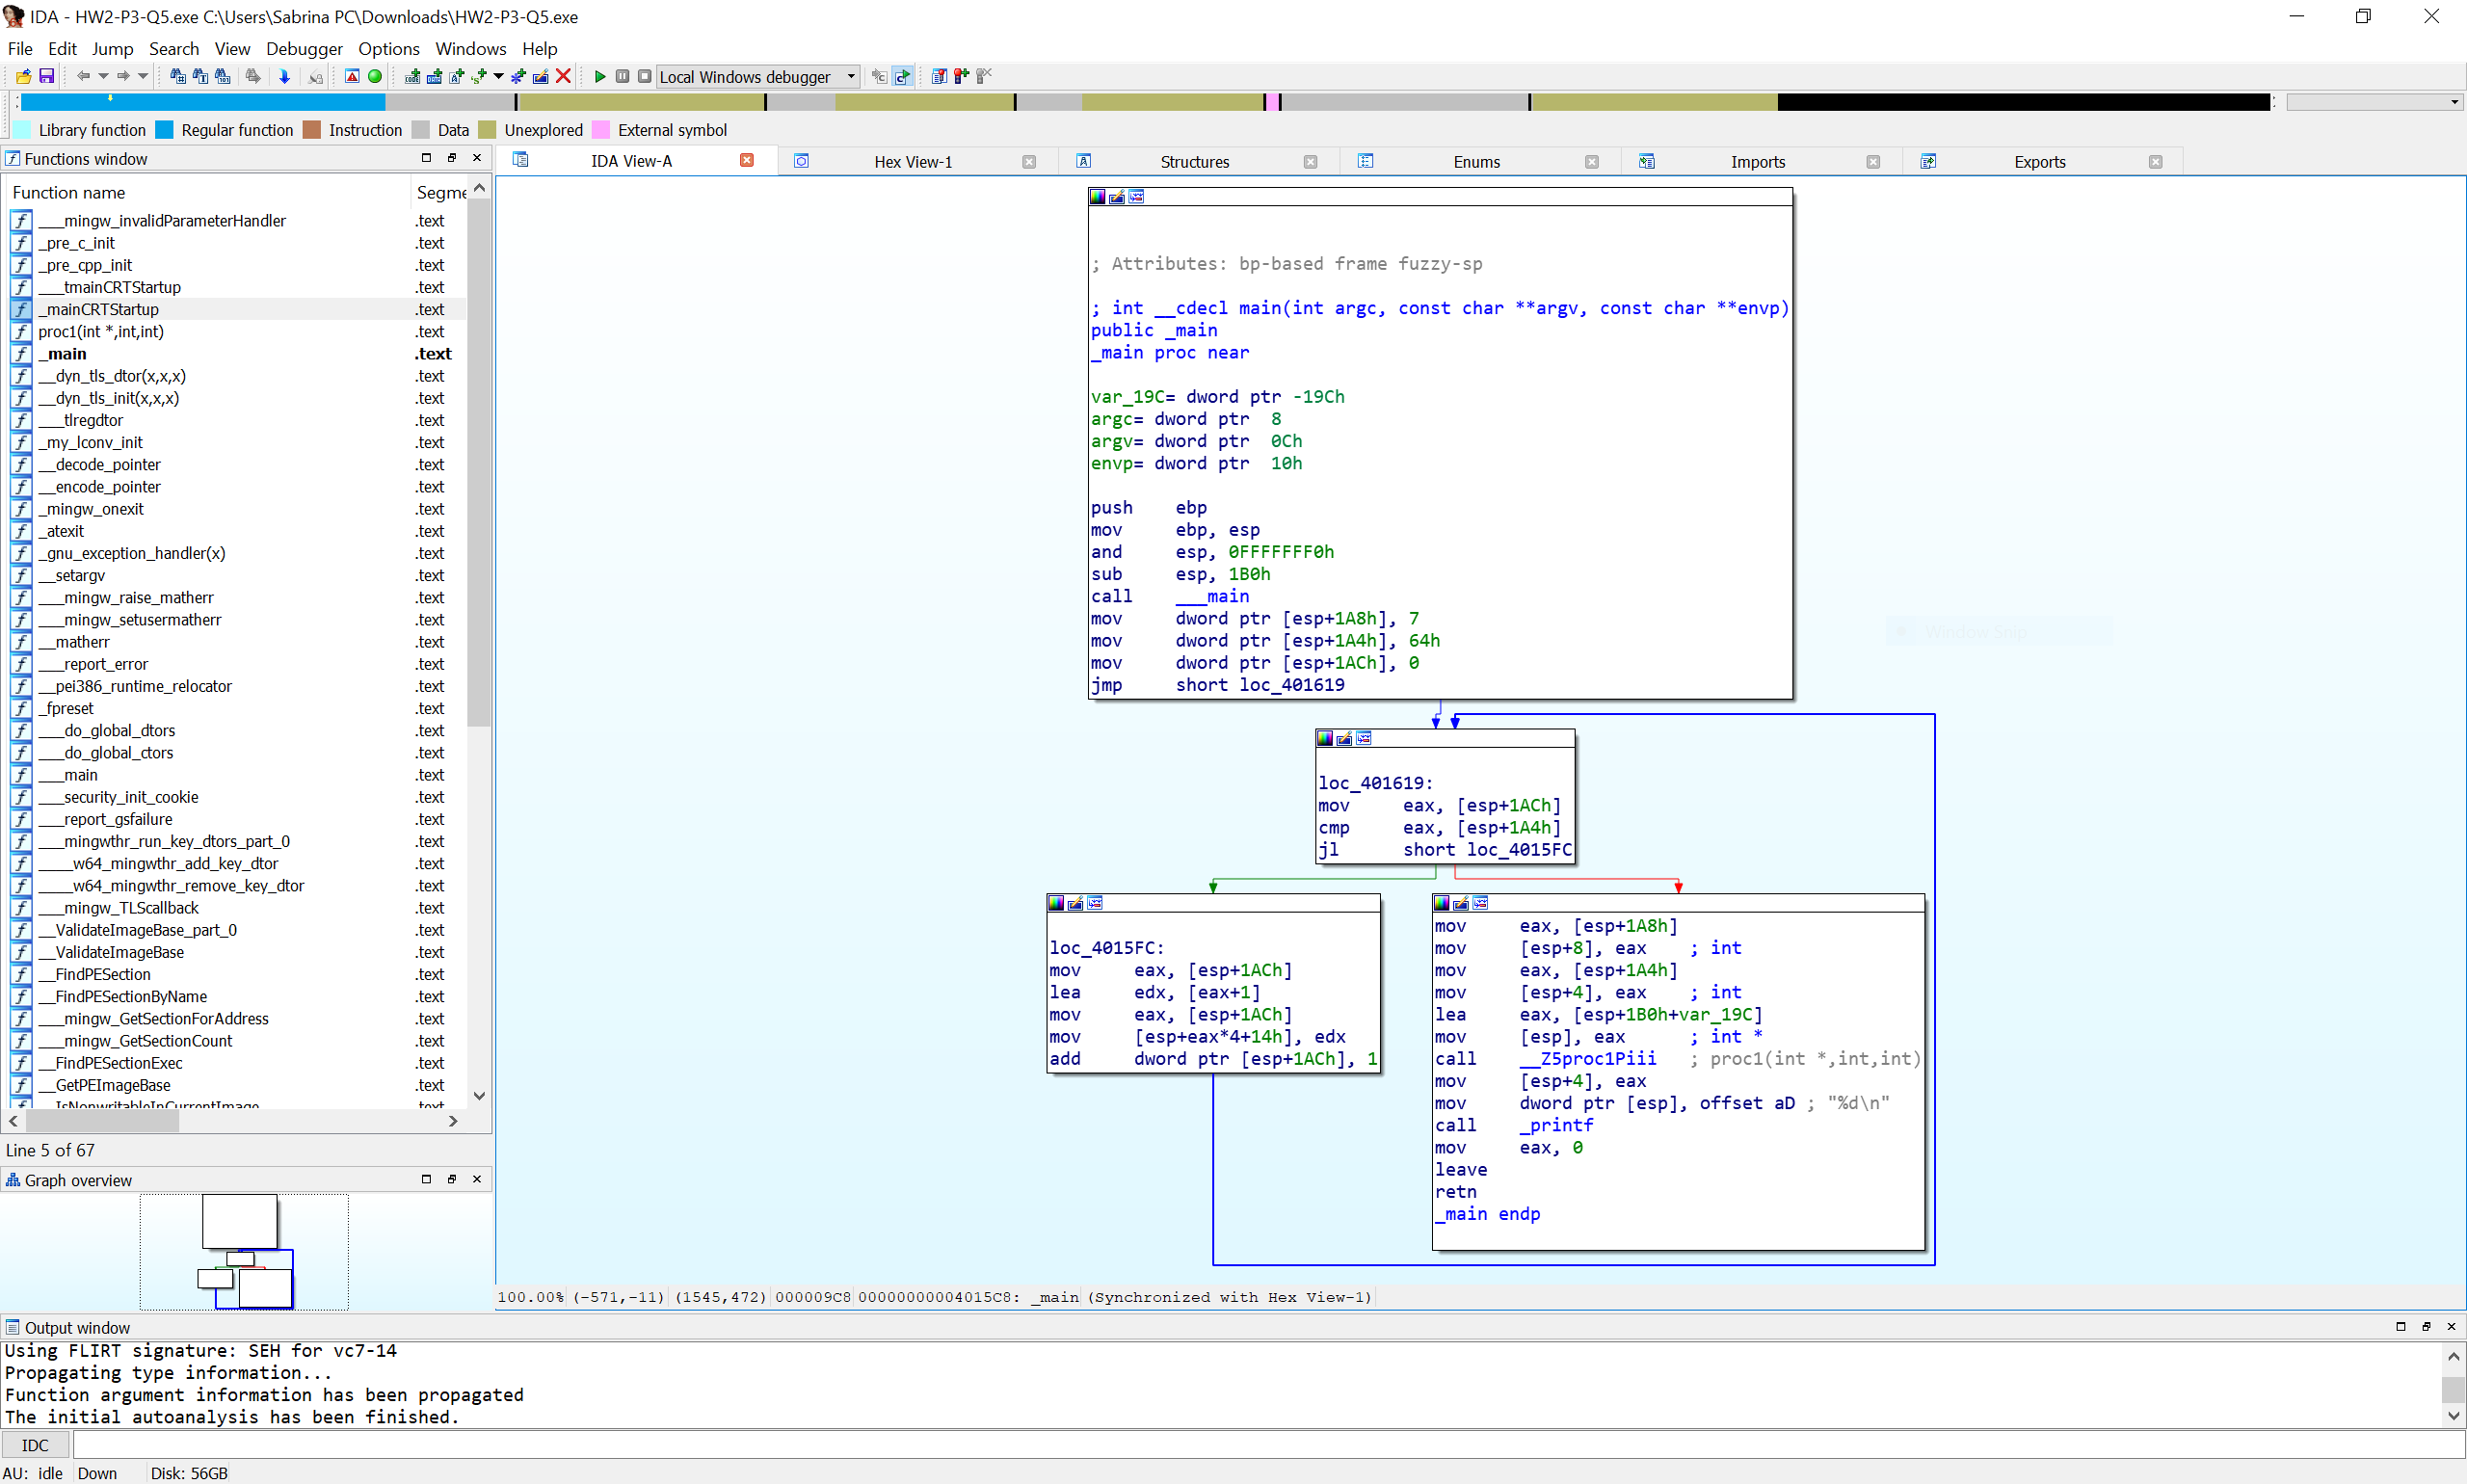 IDA - HW2-P3-Q5.exe C:\Users\Sabrina PC\Downloads\HW2-P3-Q5.exe
File Edit Jump Search View Debugger Options Windows Help
Local Windows debugger
Library function Regular function Instruction Data Unexplored External symbol
Functions window
Function name Segme
___mingw_invalidParameterHandler .text
_pre_c_init .text
_pre_cpp_init .text
___tmainCRTStartup .text
_mainCRTStartup .text
proc1(int *,int,int) .text
_main .text
__dyn_tls_dtor(x,x,x) .text
__dyn_tls_init(x,x,x) .text
___tlregdtor .text
_my_lconv_init .text
__decode_pointer .text
__encode_pointer .text
_mingw_onexit .text
_atexit .text
_gnu_exception_handler(x) .text
__setargv .text
___mingw_raise_matherr .text
___mingw_setusermatherr .text
__matherr .text
___report_error .text
__pei386_runtime_relocator .text
_fpreset .text
___do_global_dtors .text
___do_global_ctors .text
___main .text
___security_init_cookie .text
___report_gsfailure .text
___mingwthr_run_key_dtors_part_0 .text
____w64_mingwthr_add_key_dtor .text
____w64_mingwthr_remove_key_dtor .text
___mingw_TLScallback .text
__ValidateImageBase_part_0 .text
__ValidateImageBase .text
__FindPESection .text
__FindPESectionByName .text
___mingw_GetSectionForAddress .text
___mingw_GetSectionCount .text
__FindPESectionExec .text
__GetPEImageBase .text
__IsNonwritableInCurrentImage .text
Line 5 of 67
Graph overview
IDA View-A Hex View-1 Structures Enums Imports Exports
; Attributes: bp-based frame fuzzy-sp
; int __cdecl main(int argc, const char **argv, const char **envp)
public _main
_main proc near
var_19C= dword ptr -19Ch
argc= dword ptr 8
argv= dword ptr 0Ch
envp= dword ptr 10h
push ebp
mov ebp, esp
and esp, 0FFFFFFF0h
sub esp, 1B0h
call ___main
mov dword ptr [esp+1A8h], 7
mov dword ptr [esp+1A4h], 64h
mov dword ptr [esp+1ACh], 0
jmp short loc_401619
Window Snip
loc_401619:
mov eax, [esp+1ACh]
cmp eax, [esp+1A4h]
jl short loc_4015FC
loc_4015FC:
mov eax, [esp+1ACh]
lea edx, [eax+1]
mov eax, [esp+1ACh]
mov [esp+eax*4+14h], edx
add dword ptr [esp+1ACh], 1
mov eax, [esp+1A8h]
mov [esp+8], eax ; int
mov eax, [esp+1A4h]
mov [esp+4], eax ; int
lea eax, [esp+1B0h+var_19C]
mov [esp], eax ; int *
call __Z5proc1Piii ; proc1(int *,int,int)
mov [esp+4], eax
mov dword ptr [esp], offset aD ; "%d\n"
call _printf
mov eax, 0
leave
retn
_main endp
100.00% (-571,-11) (1545,472) 000009C8 00000000004015C8: _main (Synchronized with Hex View-1)
Output window
Using FLIRT signature: SEH for vc7-14
Propagating type information...
Function argument information has been propagated
The initial autoanalysis has been finished.
IDC
AU: idle Down Disk: 56GB